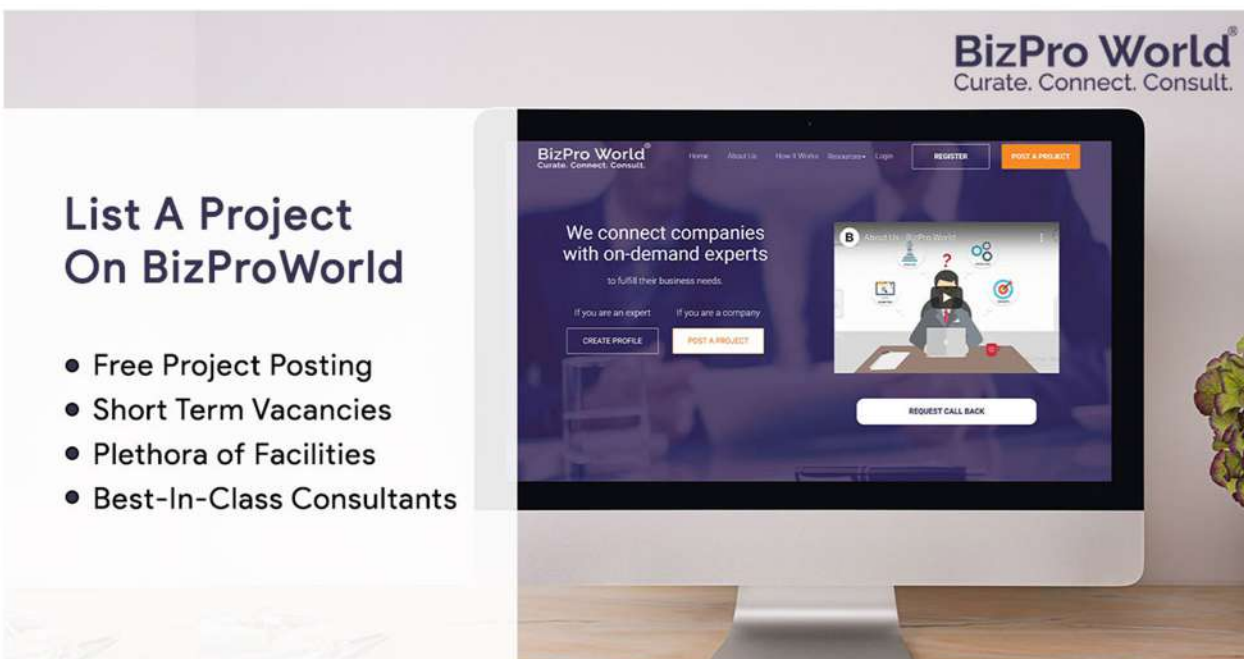 BizPro World®
Curate. Connect. Consult.
List A Project
On BizProWorld
• Free Project Posting
• Short Term Vacancies
• Plethora of Facilities
• Best-In-Class Consultants
BizPro World®
Curate. Connect. Consult.
Home About Us How It Works Resources Login REGISTER POST A PROJECT
We connect companies
with on-demand experts
to fulfill their business needs.
If you are an expert If you are a company
CREATE PROFILE POST A PROJECT
B About Us - BizPro World
?
REQUEST CALL BACK